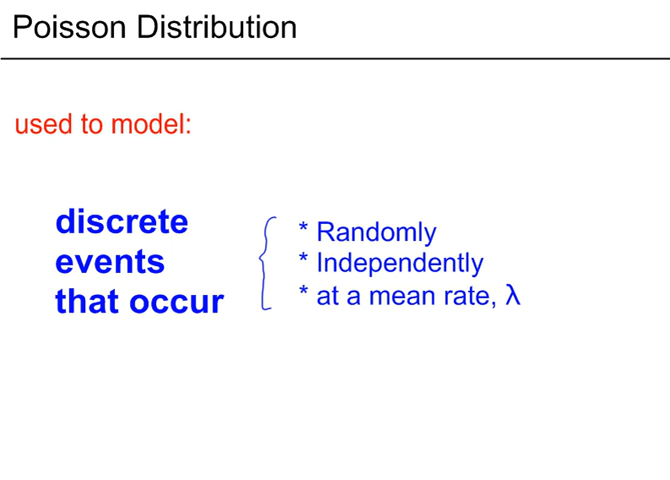 Poisson Distribution
used to model:
discrete
events
that occur
* Randomly
* Independently
* at a mean rate, λ